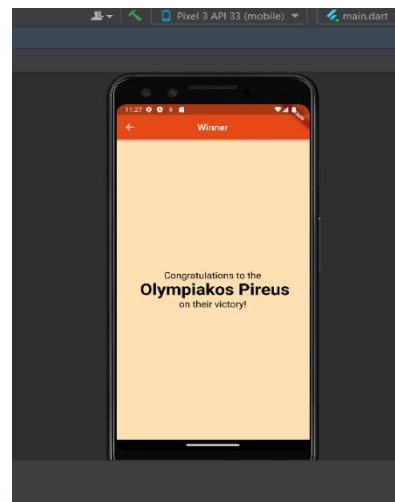 Pixel 3 API 33 (mobile) main.dart
11:27
Winner
Congratulations to the
Olympiakos Pireus
on their victory!